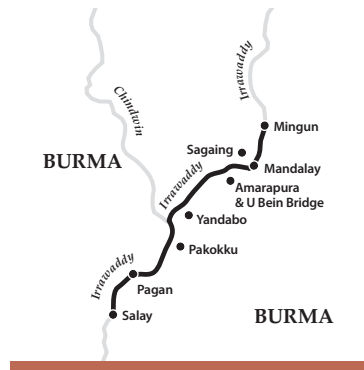 Irrawaddy
Chindwin
Mingun
Sagaing
BURMA
Mandalay
Irrawaddy
Amarapura
& U Bein Bridge
Yandabo
Pakokku
Irrawaddy
Pagan
Salay
BURMA